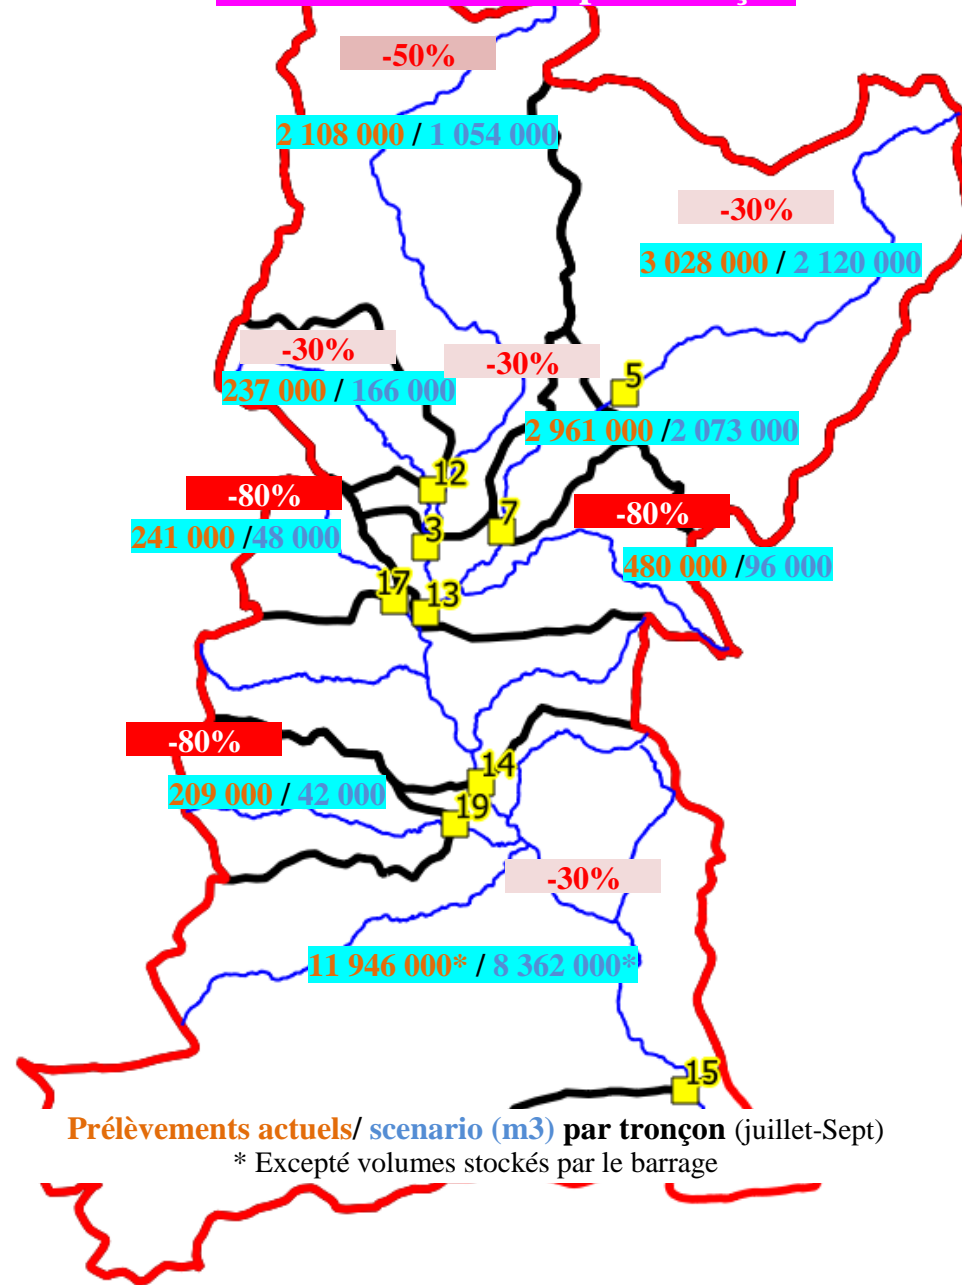 -50%
2 108 000 / 1 054 000
-30%
3 028 000 / 2 120 000
-30%
237 000 / 166 000
-30%
5
2 961 000 /2 073 000
12
-80%
241 000 /48 000
3
7
-80%
480 000 /96 000
17
13
-80%
209 000 / 42 000
14
19
-30%
11 946 000* / 8 362 000*
15
Prélèvements actuels/ scenario (m3) par tronçon (juillet-Sept)
* Excepté volumes stockés par le barrage